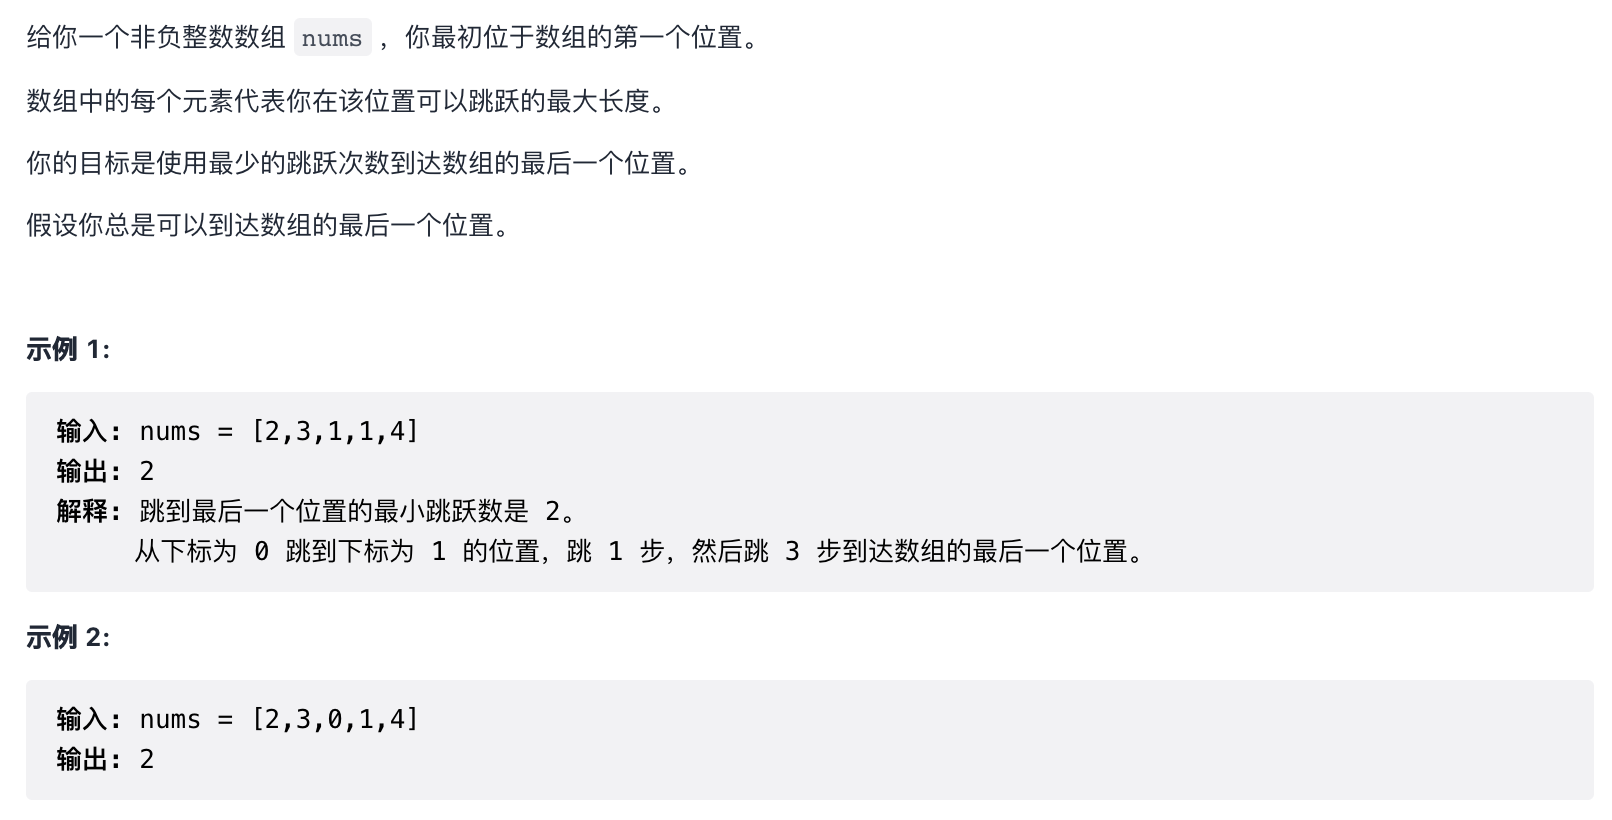 给你一个非负整数数组 nums ，你最初位于数组的第一个位置。
数组中的每个元素代表你在该位置可以跳跃的最大长度。
你的目标是使用最少的跳跃次数到达数组的最后一个位置。
假设你总是可以到达数组的最后一个位置。
示例 1:
输入: nums = [2,3,1,1,4]
输出: 2
解释: 跳到最后一个位置的最小跳跃数是 2。
从下标为 0 跳到下标为 1 的位置，跳 1 步，然后跳 3 步到达数组的最后一个位置。
示例 2:
输入: nums = [2,3,0,1,4]
输出: 2